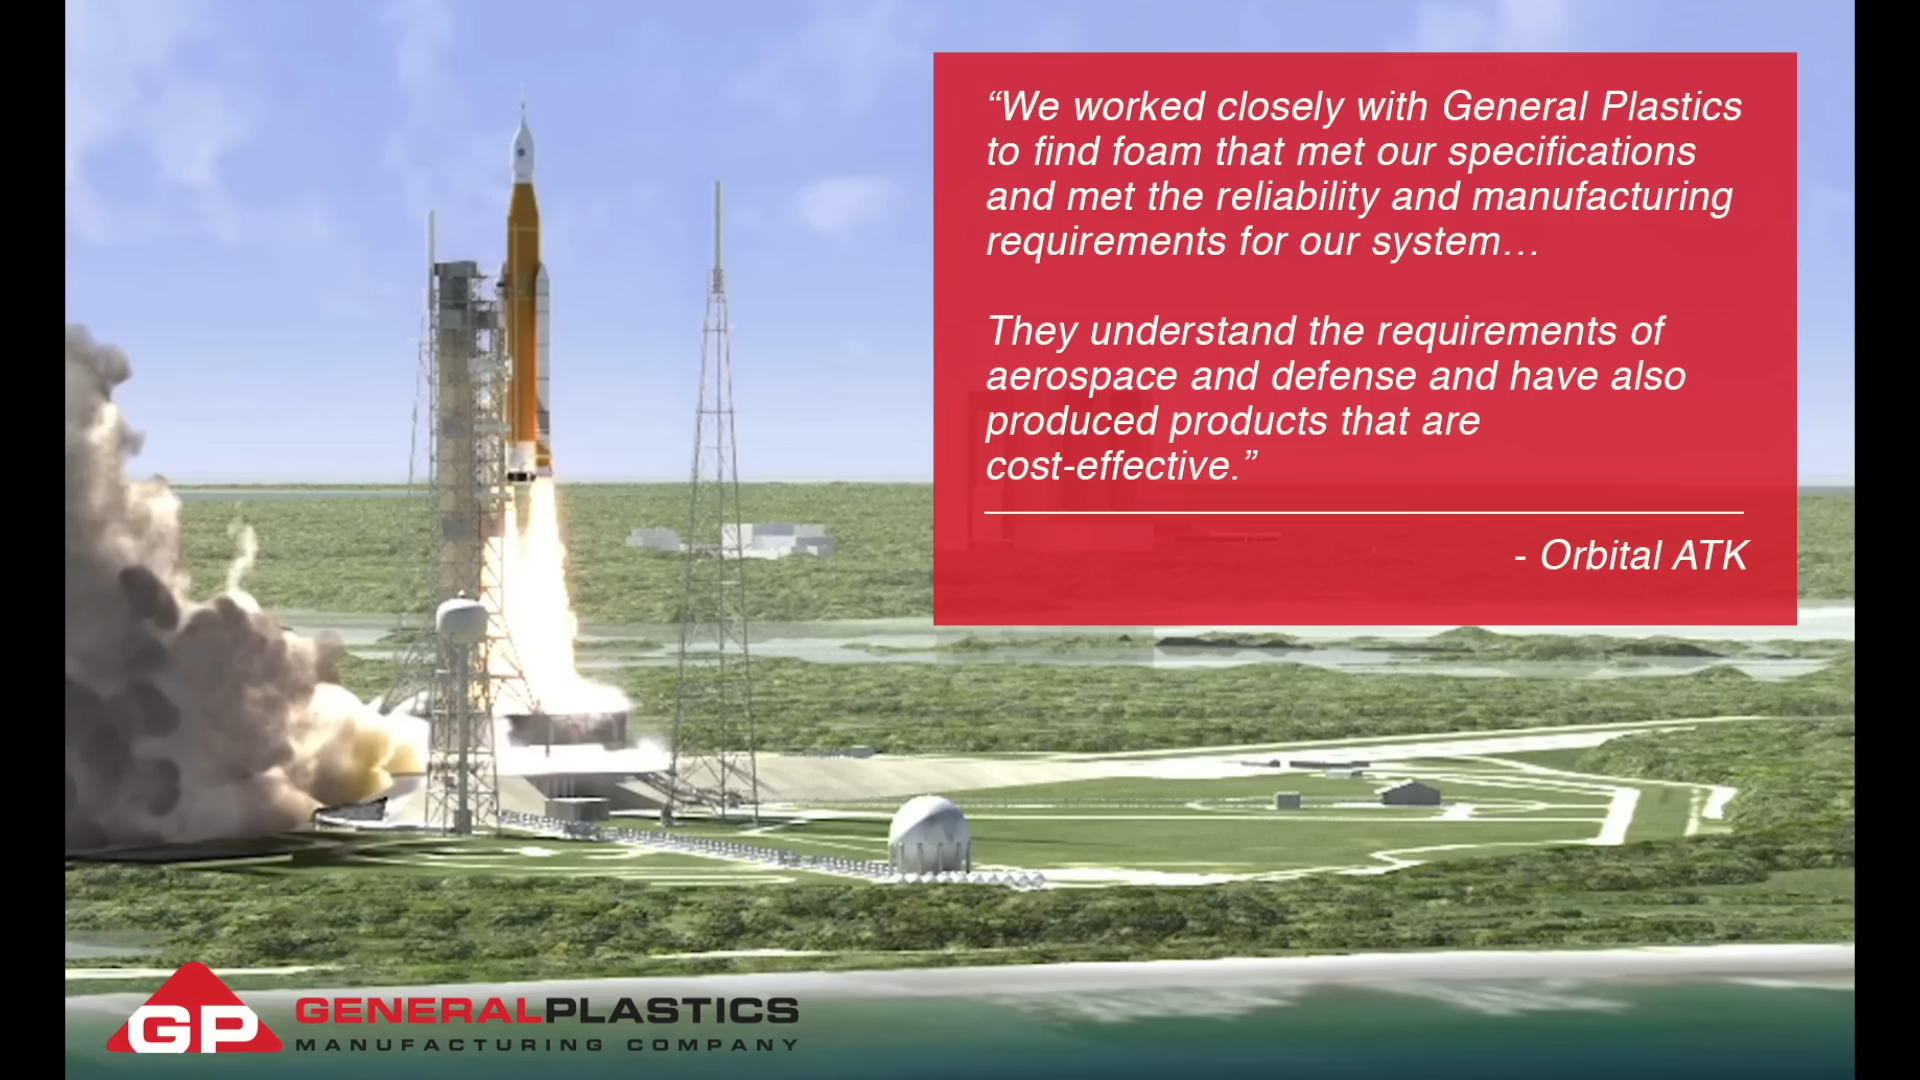 “We worked closely with General Plastics
to find foam that met our specifications
and met the reliability and manufacturing
requirements for our system…
They understand the requirements of
aerospace and defense and have also
produced products that are
cost-effective.”
- Orbital ATK
GP
GENERALPLASTICS
MANUFACTURING COMPANY